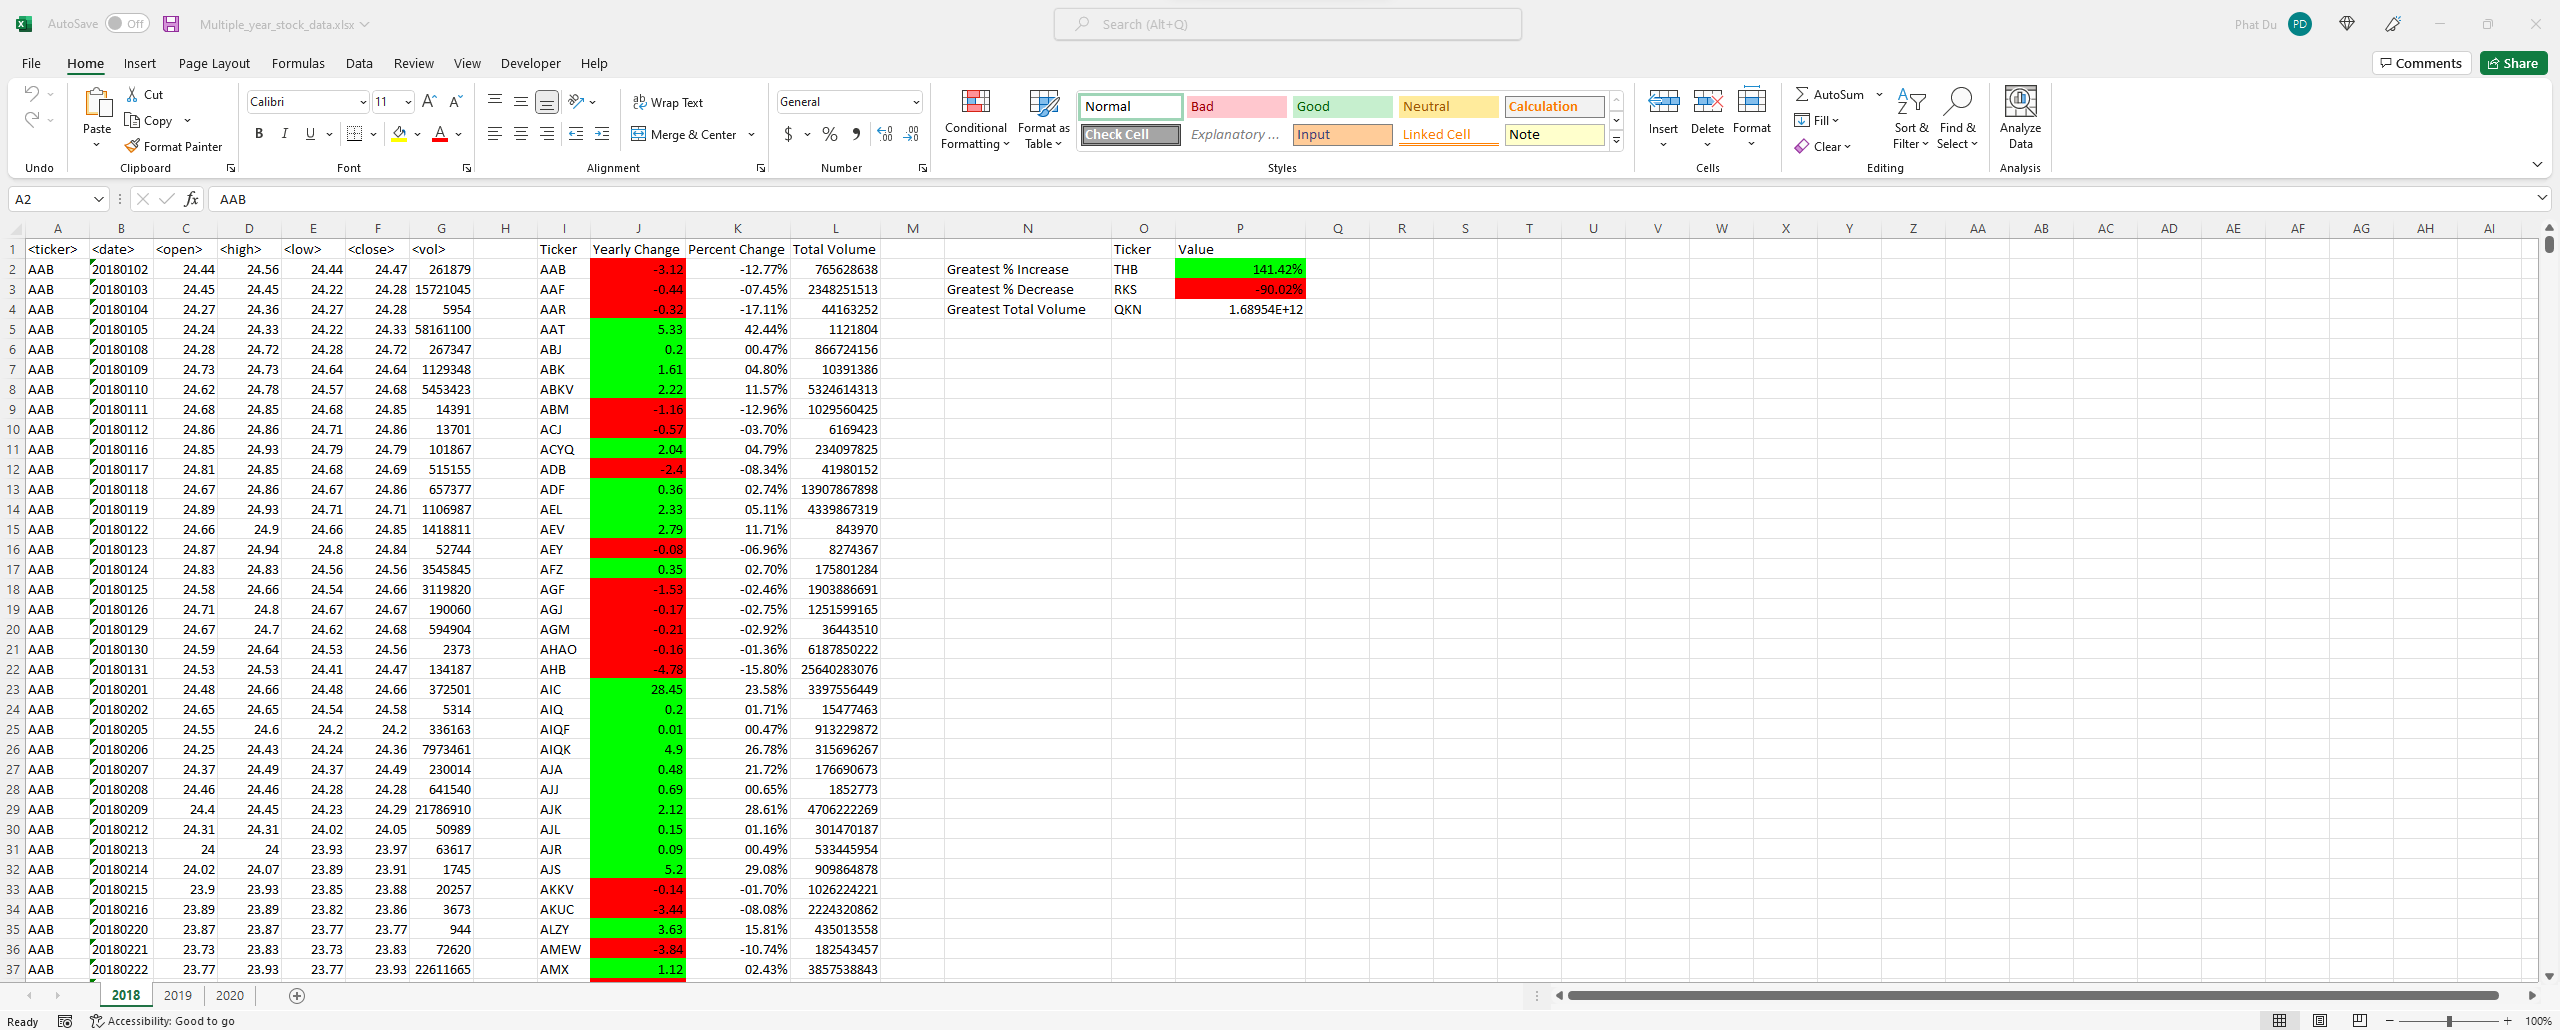 AutoSave Off Multiple_year_stock_data.xlsx Search (Alt+Q) Phat Du PD
File Home Insert Page Layout Formulas Data Review View Developer Help Comments Share
Undo
Paste Cut Copy Format Painter Clipboard
Calibri 11 B I U A Font
Wrap Text Merge & Center Alignment
General $ % Number
Conditional Formatting Format as Table
Normal Bad Good Neutral Calculation
Check Cell Explanatory ... Input Linked Cell Note
Styles
Insert Delete Format Cells
AutoSum Fill Clear Sort & Filter Find & Select Editing
Analyze Data Analysis
A2 fx AAB
A B C D E F G H I J K L M N O P Q R S T U V W X Y Z AA AB AC AD AE AF AG AH AI
1 <ticker> <date> <open> <high> <low> <close> <vol> Ticker Yearly Change Percent Change Total Volume Ticker Value
2 AAB 20180102 24.44 24.56 24.44 24.47 261879 AAB -3.12 -12.77% 765628638 Greatest % Increase THB 141.42%
3 AAB 20180103 24.45 24.45 24.22 24.28 15721045 AAF -0.44 -07.45% 2348251513 Greatest % Decrease RKS -90.02%
4 AAB 20180104 24.27 24.36 24.27 24.28 5954 AAR -0.32 -17.11% 44163252 Greatest Total Volume QKN 1.68954E+12
5 AAB 20180105 24.24 24.33 24.22 24.33 58161100 AAT 5.33 42.44% 1121804
6 AAB 20180108 24.28 24.72 24.28 24.72 267347 ABJ 0.2 00.47% 866724156
7 AAB 20180109 24.73 24.73 24.64 24.64 1129348 ABK 1.61 04.80% 10391386
8 AAB 20180110 24.62 24.78 24.57 24.68 5453423 ABKV 2.22 11.57% 5324614313
9 AAB 20180111 24.68 24.85 24.68 24.85 14391 ABM -1.16 -12.96% 1029560425
10 AAB 20180112 24.86 24.86 24.71 24.86 13701 ACJ -0.57 -03.70% 6169423
11 AAB 20180116 24.85 24.93 24.79 24.79 101867 ACYQ 2.04 04.79% 234097825
12 AAB 20180117 24.81 24.85 24.68 24.69 515155 ADB -2.4 -08.34% 41980152
13 AAB 20180118 24.67 24.86 24.67 24.86 657377 ADF 0.36 02.74% 13907867898
14 AAB 20180119 24.89 24.93 24.71 24.71 1106987 AEL 2.33 05.11% 4339867319
15 AAB 20180122 24.66 24.9 24.66 24.85 1418811 AEV 2.79 11.71% 843970
16 AAB 20180123 24.87 24.94 24.8 24.84 52744 AEY -0.08 -06.96% 8274367
17 AAB 20180124 24.83 24.83 24.56 24.56 3545845 AFZ 0.35 02.70% 175801284
18 AAB 20180125 24.58 24.66 24.54 24.66 3119820 AGF -1.53 -02.46% 1903886691
19 AAB 20180126 24.71 24.8 24.67 24.67 190060 AGJ -0.17 -02.75% 1251599165
20 AAB 20180129 24.67 24.7 24.62 24.68 594904 AGM -0.21 -02.92% 36443510
21 AAB 20180130 24.59 24.64 24.53 24.56 2373 AHAO -0.16 -01.36% 6187850222
22 AAB 20180131 24.53 24.53 24.41 24.47 134187 AHB -4.78 -15.80% 25640283076
23 AAB 20180201 24.48 24.66 24.48 24.66 372501 AIC 28.45 23.58% 3397556449
24 AAB 20180202 24.65 24.65 24.54 24.58 5314 AIQ 0.2 01.71% 15477463
25 AAB 20180205 24.55 24.6 24.2 24.2 336163 AIQF 0.01 00.47% 913229872
26 AAB 20180206 24.25 24.43 24.24 24.36 7973461 AIQK 4.9 26.78% 315696267
27 AAB 20180207 24.37 24.49 24.37 24.49 230014 AJA 0.48 21.72% 176690673
28 AAB 20180208 24.46 24.46 24.28 24.28 641540 AJJ 0.69 00.65% 1852773
29 AAB 20180209 24.4 24.45 24.23 24.29 21786910 AJK 2.12 28.61% 4706222269
30 AAB 20180212 24.31 24.31 24.02 24.05 50989 AJL 0.15 01.16% 301470187
31 AAB 20180213 24 24 23.93 23.97 63617 AJR 0.09 00.49% 533445954
32 AAB 20180214 24.02 24.07 23.89 23.91 1745 AJS 5.2 29.08% 909864878
33 AAB 20180215 23.9 23.93 23.85 23.88 20257 AKKV -0.14 -01.70% 1026224221
34 AAB 20180216 23.89 23.89 23.82 23.86 3673 AKUC -3.44 -08.08% 2224320862
35 AAB 20180220 23.87 23.87 23.77 23.77 944 ALZY 3.63 15.81% 435013558
36 AAB 20180221 23.73 23.83 23.73 23.83 72620 AMEW -3.84 -10.74% 182543457
37 AAB 20180222 23.77 23.93 23.77 23.93 22611665 AMX 1.12 02.43% 3857538843
2018 2019 2020
Ready Accessibility: Good to go 100%